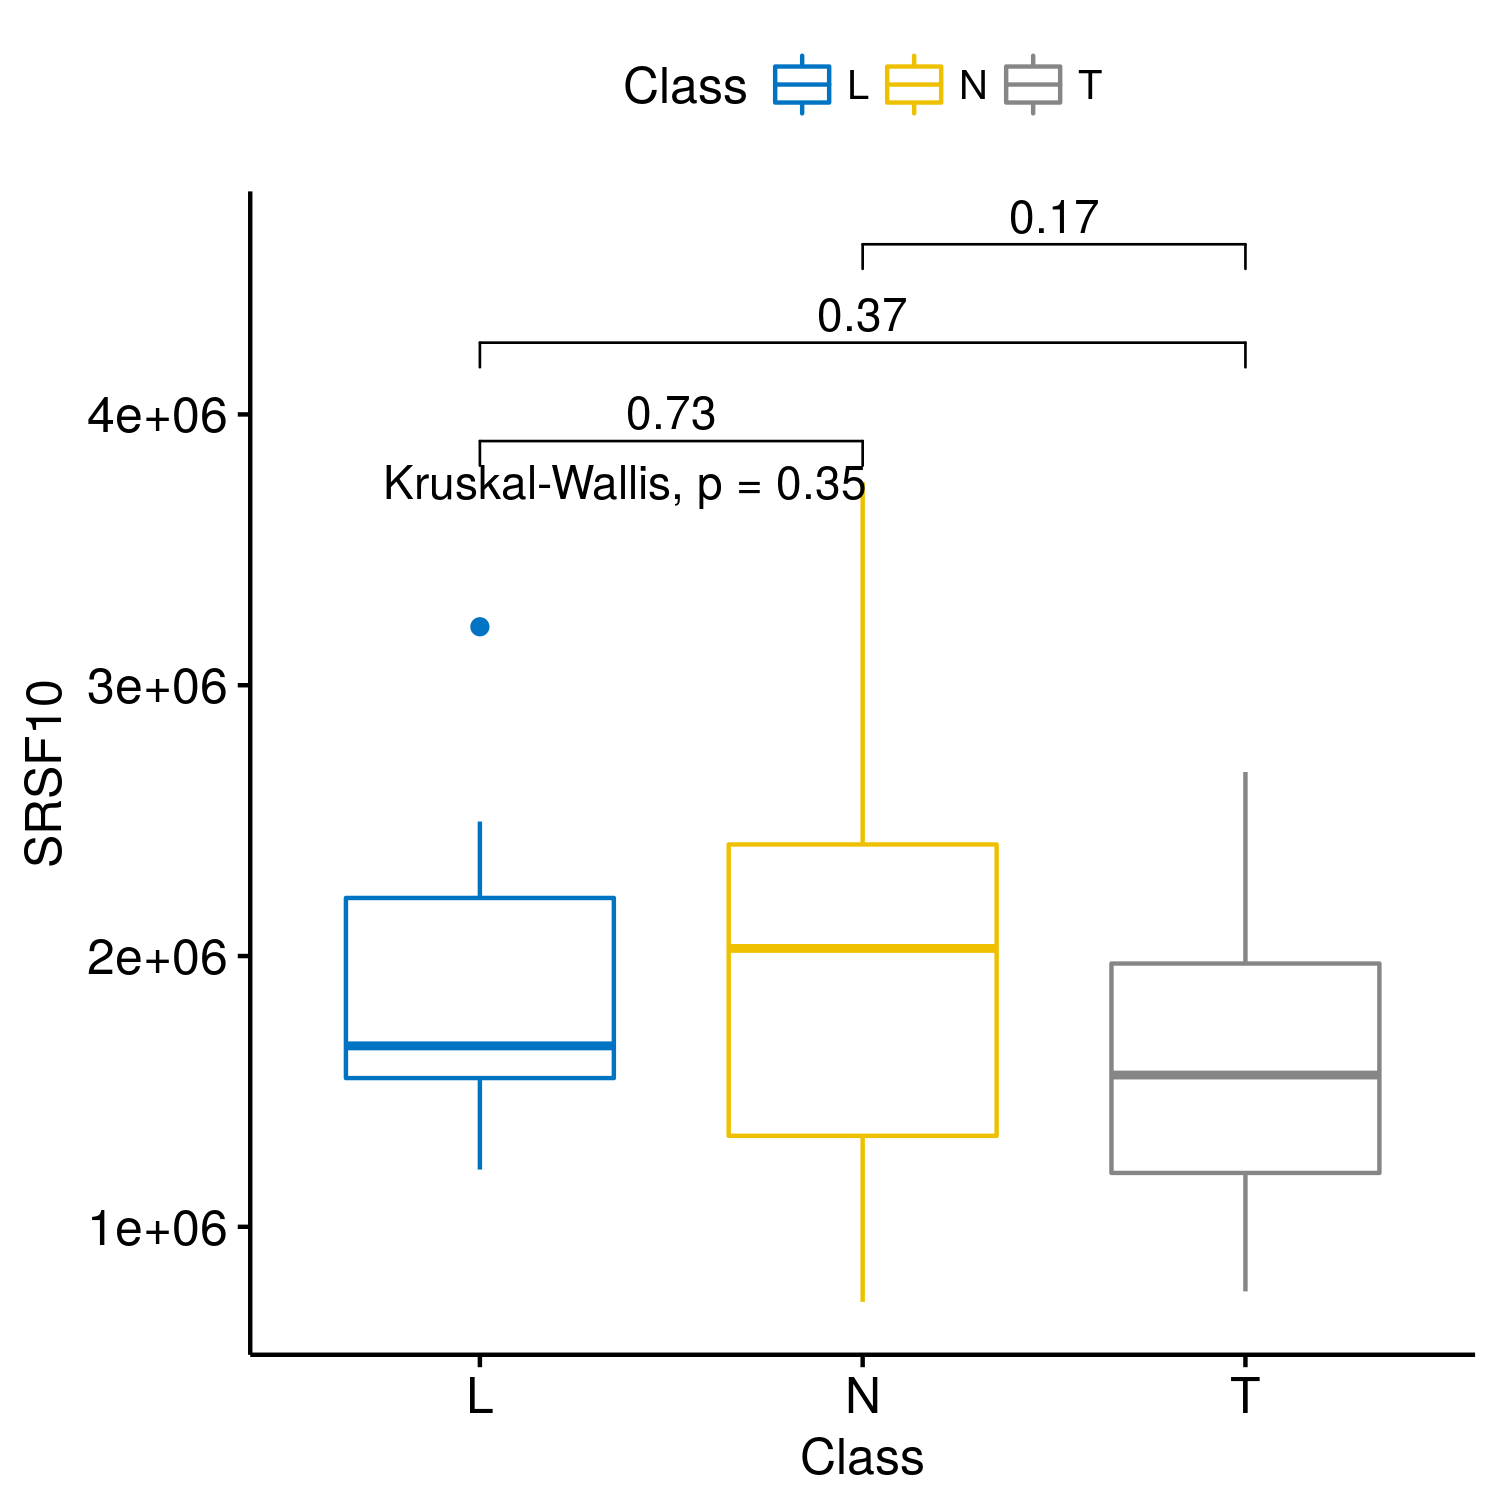 Class L N T
0.17
0.37
0.73
Kruskal-Wallis, p = 0.35
4e+06
3e+06
2e+06
1e+06
SRSF10
L N T
Class